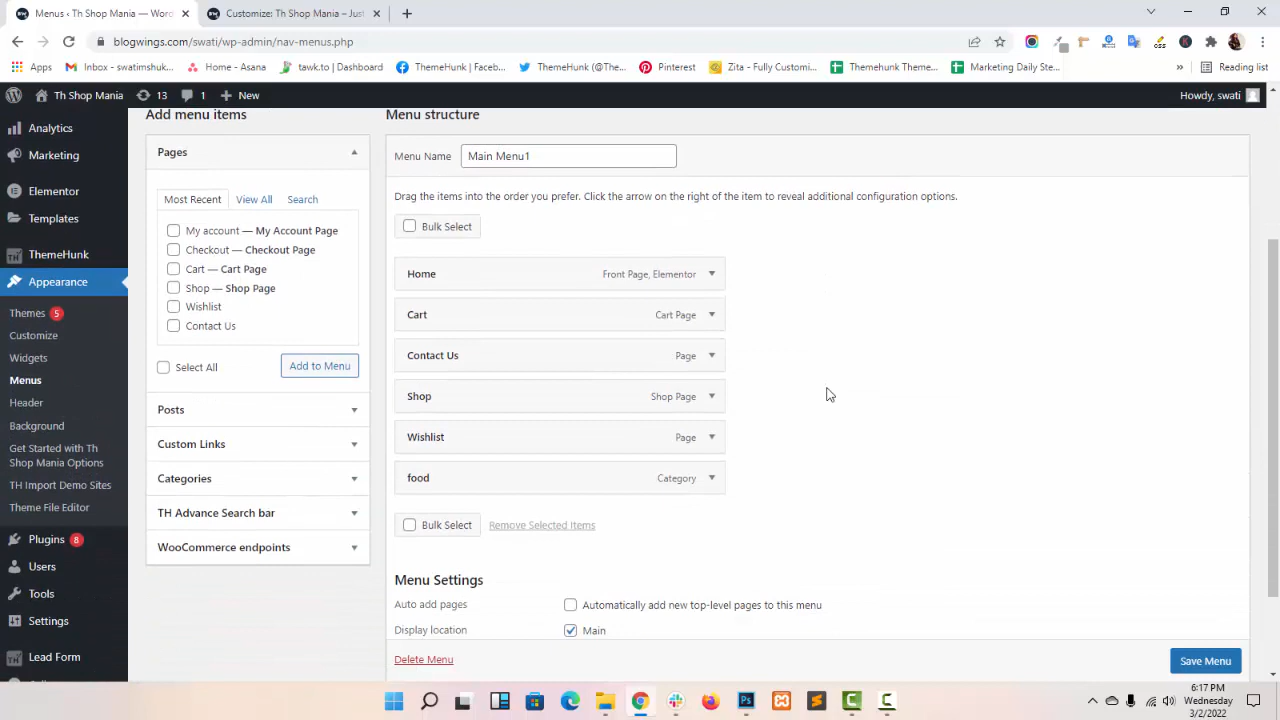 Menus ‹ Th Shop Mania — Wor
Customize: Th Shop Mania – Just
blogwings.com/swati/wp-admin/nav-menus.php
Apps
Inbox - swatimshuk...
Home - Asana
tawk.to | Dashboard
ThemeHunk | Faceb...
ThemeHunk (@The...
Pinterest
Zita - Fully Customi...
Themehunk Theme...
Marketing Daily Ste...
»
Reading list
Th Shop Mania
13
1
New
Howdy, swati
Analytics
Marketing
Elementor
Templates
ThemeHunk
Appearance
Themes 5
Customize
Widgets
Menus
Header
Background
Get Started with Th
Shop Mania Options
TH Import Demo Sites
Theme File Editor
Plugins 8
Users
Tools
Settings
Lead Form
Add menu items
Pages
Most Recent
View All
Search
My account — My Account Page
Checkout — Checkout Page
Cart — Cart Page
Shop — Shop Page
Wishlist
Contact Us
Select All
Add to Menu
Posts
Custom Links
Categories
TH Advance Search bar
WooCommerce endpoints
Menu structure
Menu Name
Main Menu1
Drag the items into the order you prefer. Click the arrow on the right of the item to reveal additional configuration options.
Bulk Select
Home Front Page, Elementor
Cart Cart Page
Contact Us Page
Shop Shop Page
Wishlist Page
food Category
Bulk Select Remove Selected Items
Menu Settings
Auto add pages Automatically add new top-level pages to this menu
Display location Main
Delete Menu
Save Menu
6:17 PM
Wednesday
3/2/2022